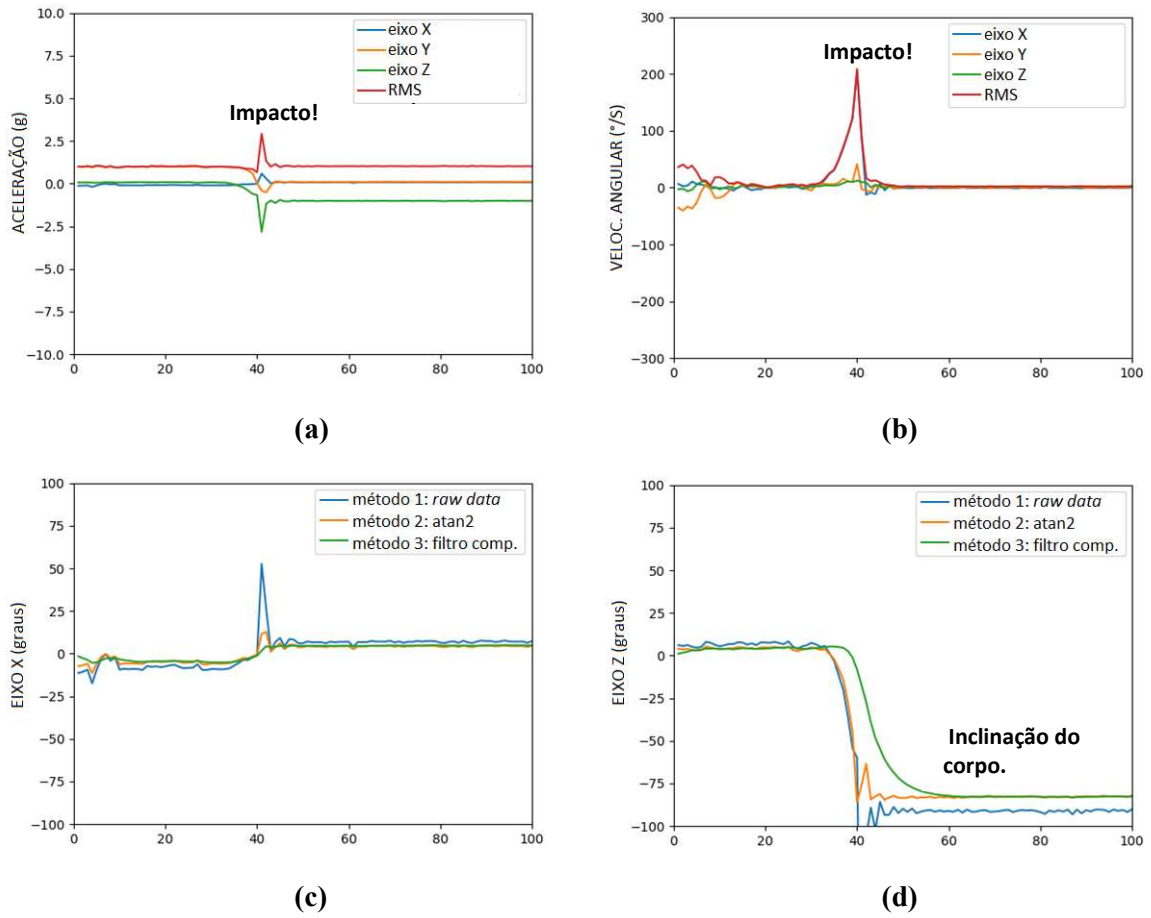 10.0
7.5
5.0
2.5
0.0
−2.5
−5.0
−7.5
−10.0
ACELERAÇÃO (g)
eixo X
eixo Y
eixo Z
RMS
Impacto!
0 20 40 60 80 100
(a)
300
200
100
0
−100
−200
−300
VELOC. ANGULAR (°/S)
eixo X
eixo Y
eixo Z
RMS
Impacto!
0 20 40 60 80 100
(b)
100
75
50
25
0
−25
−50
−75
−100
EIXO X (graus)
método 1: raw data
método 2: atan2
método 3: filtro comp.
0 20 40 60 80 100
(c)
100
75
50
25
0
−25
−50
−75
−100
EIXO Z (graus)
método 1: raw data
método 2: atan2
método 3: filtro comp.
Inclinação do
corpo.
0 20 40 60 80 100
(d)